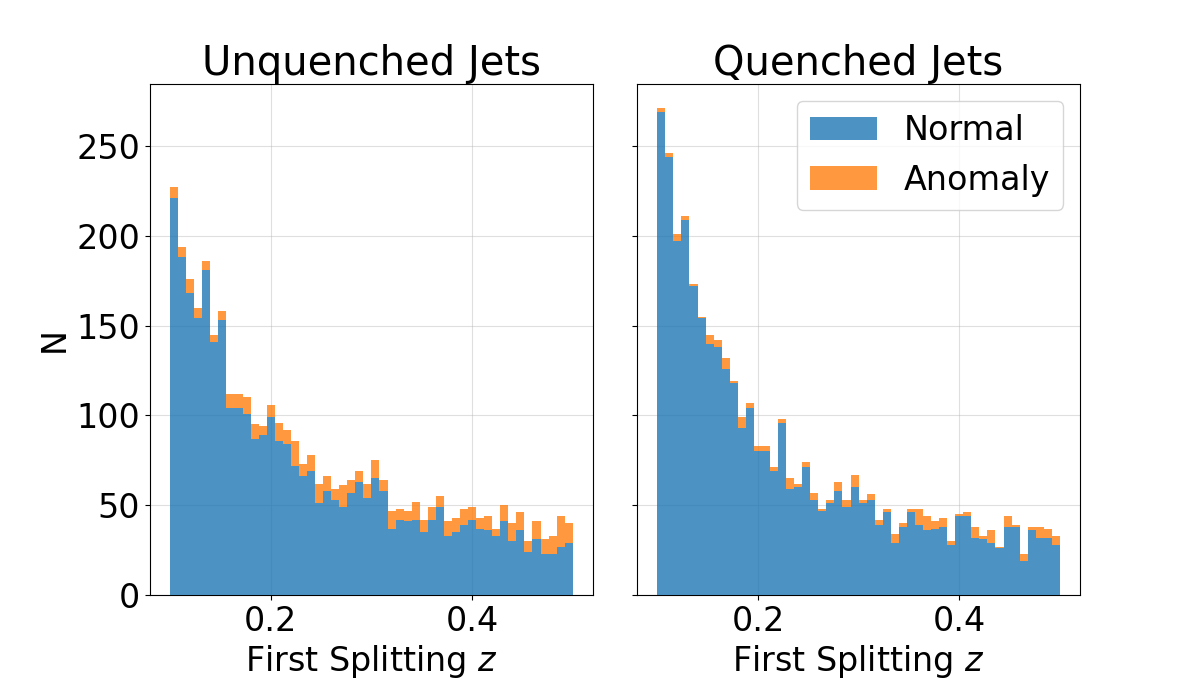 Unquenched Jets
Quenched Jets
Normal
Anomaly
N
250
200
150
100
50
0
0.2
0.4
0.2
0.4
First Splitting z
First Splitting z